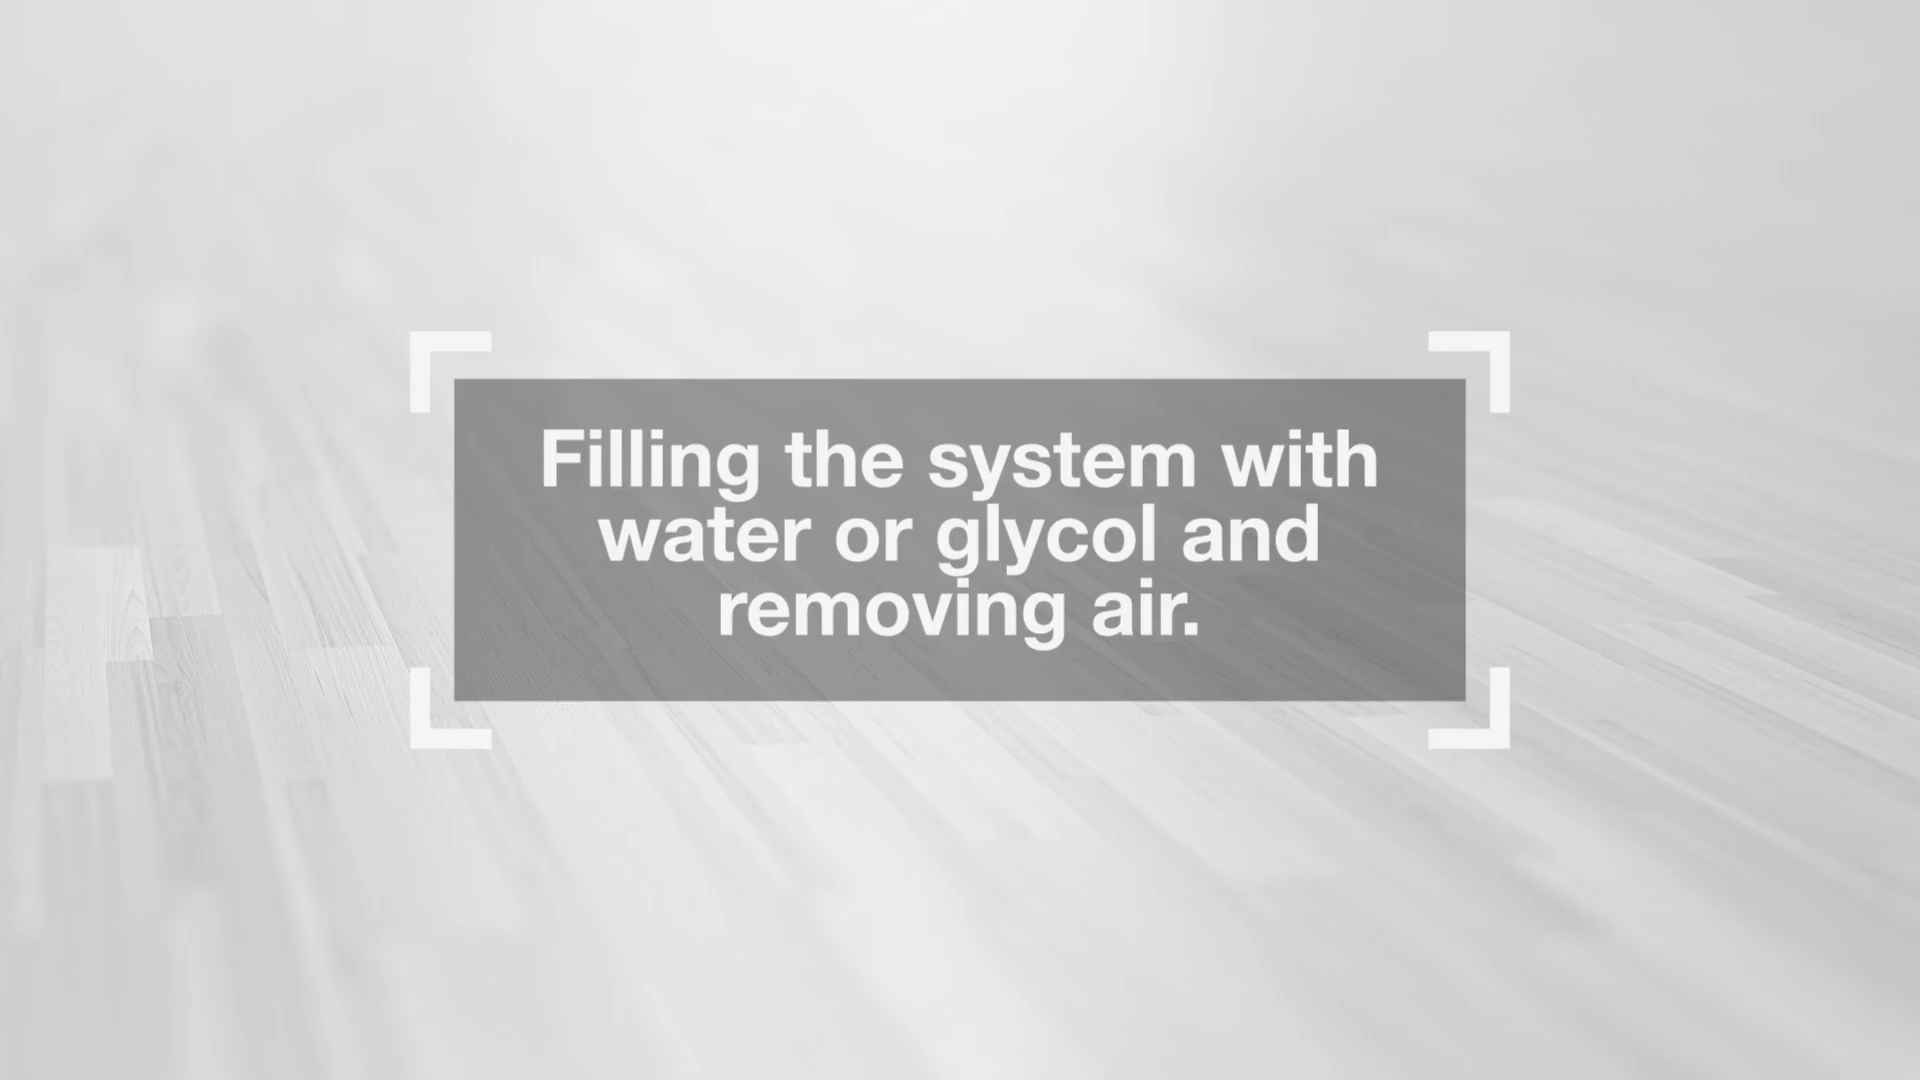 Filling the system with
water or glycol and
removing air.